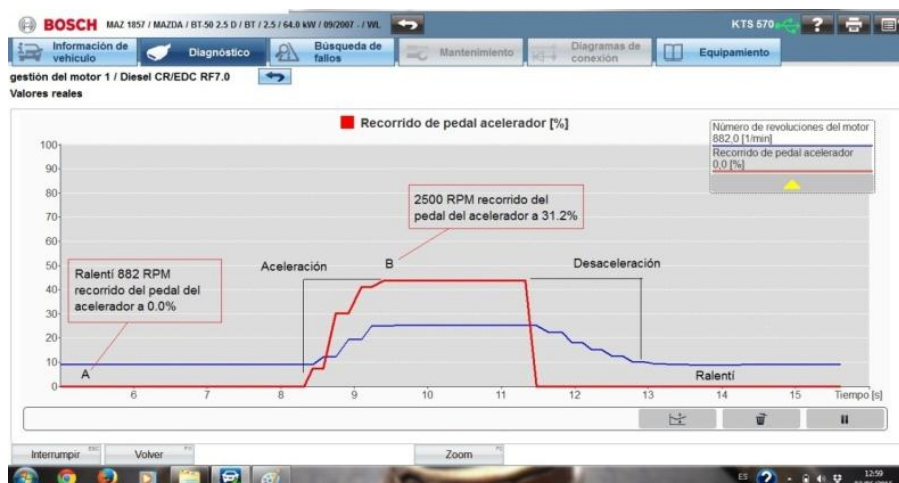 BOSCH MAZ 1857 / MAZDA / BT-50 2.5 D / BT / 2.5 / 64.0 kW / 09/2007 - / WL KTS 570 ?
Información de vehículo
Diagnóstico
Búsqueda de fallos
Mantenimiento
Diagramas de conexión
Equipamiento
gestión del motor 1 / Diesel CR/EDC RF7.0
Valores reales
Recorrido de pedal acelerador [%]
Número de revoluciones del motor
882,0 [1/min]
Recorrido de pedal acelerador
0,0 [%]
100
90
80
70
60
50
40
30
20
10
0
2500 RPM recorrido del
pedal del acelerador a 31.2%
Aceleración
B
Desaceleración
Ralentí 882 RPM
recorrido del pedal del
acelerador a 0.0%
A
Ralentí
6 7 8 9 10 11 12 13 14 15 Tiempo [s]
Interrumpir ESC
Volver
Zoom
ES ? 12:59